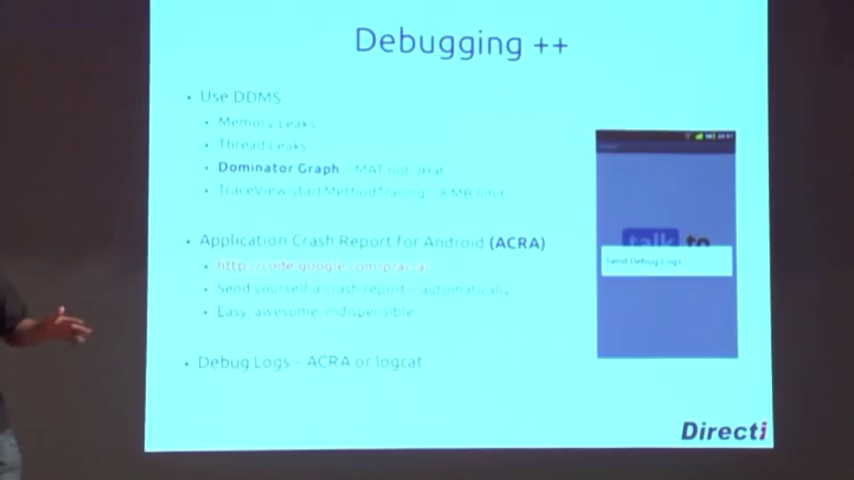 Debugging ++
• Use DDMS
• Memory Leaks
• Thread Leaks
• Dominator Graph – MAT not JHat
• TraceView startMethodTracing – 8 MB limit
• Application Crash Report for Android (ACRA)
• http://code.google.com/p/acra/
• Send yourself a crash report – automatically
• Easy, awesome, indispensible
• Debug Logs – ACRA or logcat
talk to
Send Debug Logs
Directi